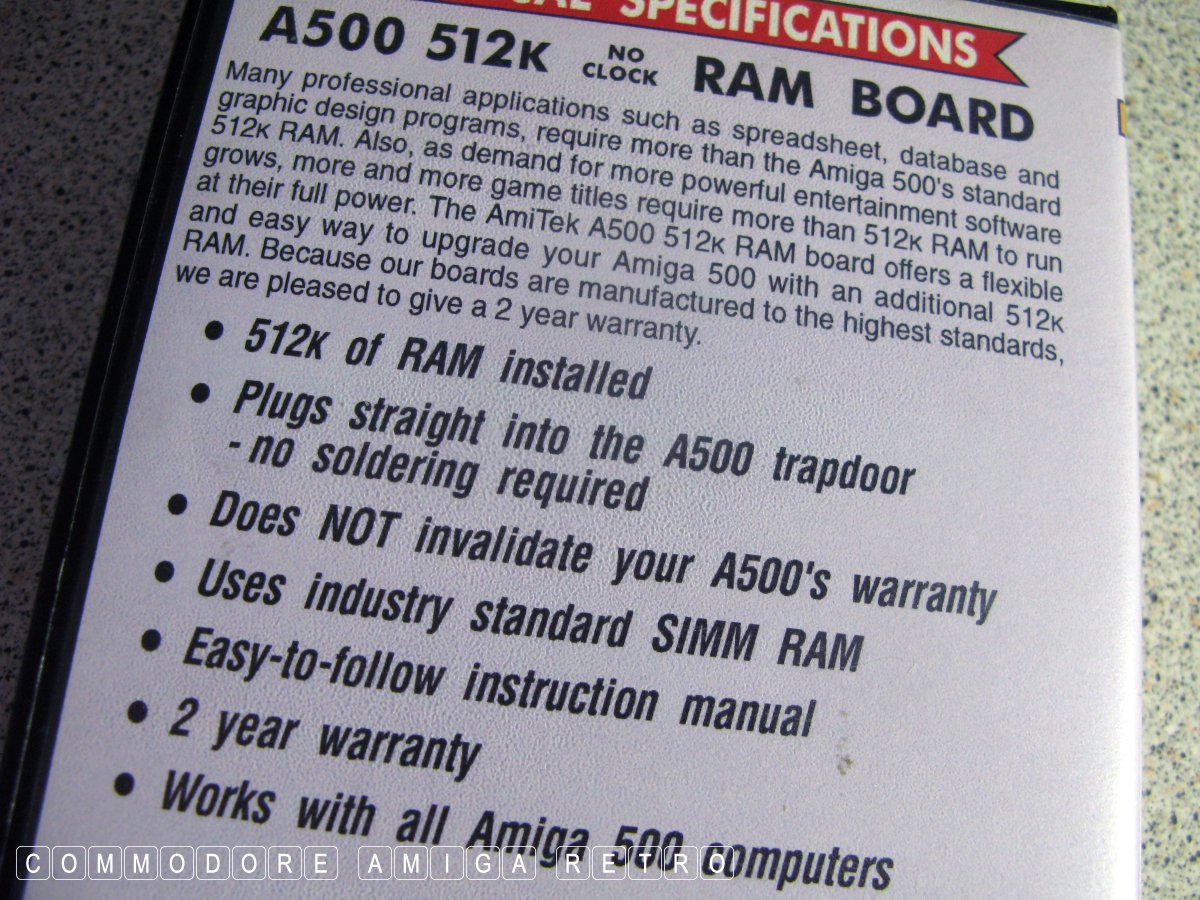 SPECIFICATIONS
A500 512K NO CLOCK RAM BOARD
Many professional applications such as spreadsheet, database and
graphic design programs, require more than the Amiga 500's standard
512K RAM. Also, as demand for more powerful entertainment software
grows, more and more game titles require more than 512K RAM to run
at their full power. The AmiTek A500 512K RAM board offers a flexible
and easy way to upgrade your Amiga 500 with an additional 512K
RAM. Because our boards are manufactured to the highest standards,
we are pleased to give a 2 year warranty.
• 512K of RAM installed
• Plugs straight into the A500 trapdoor
- no soldering required
• Does NOT invalidate your A500's warranty
• Uses industry standard SIMM RAM
• Easy-to-follow instruction manual
• 2 year warranty
• Works with all Amiga 500 computers
COMMODORE AMIGA RETRO